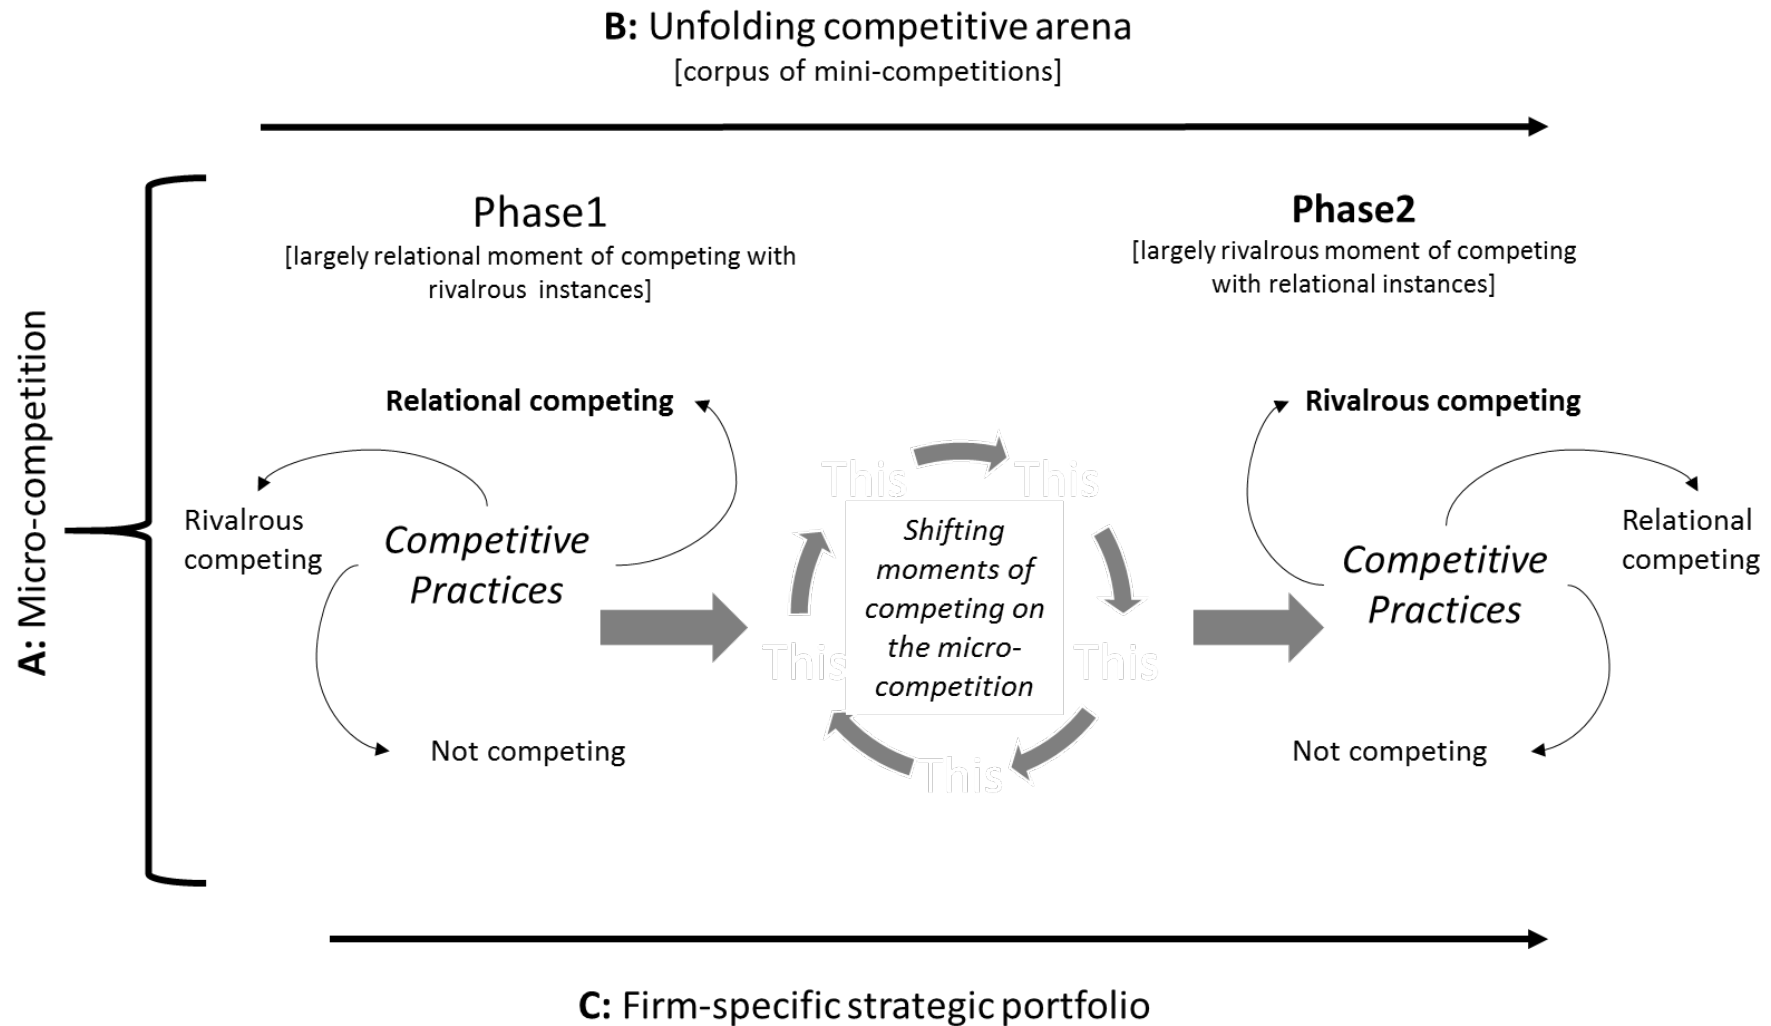 B: Unfolding competitive arena
[corpus of mini-competitions]
A: Micro-competition
Phase1
[largely relational moment of competing with
rivalrous instances]
Phase2
[largely rivalrous moment of competing
with relational instances]
Relational competing
Rivalrous
competing
Competitive
Practices
Not competing
This
This
This
This
This
Shifting
moments of
competing on
the micro-
competition
Rivalrous competing
Relational
competing
Competitive
Practices
Not competing
C: Firm-specific strategic portfolio